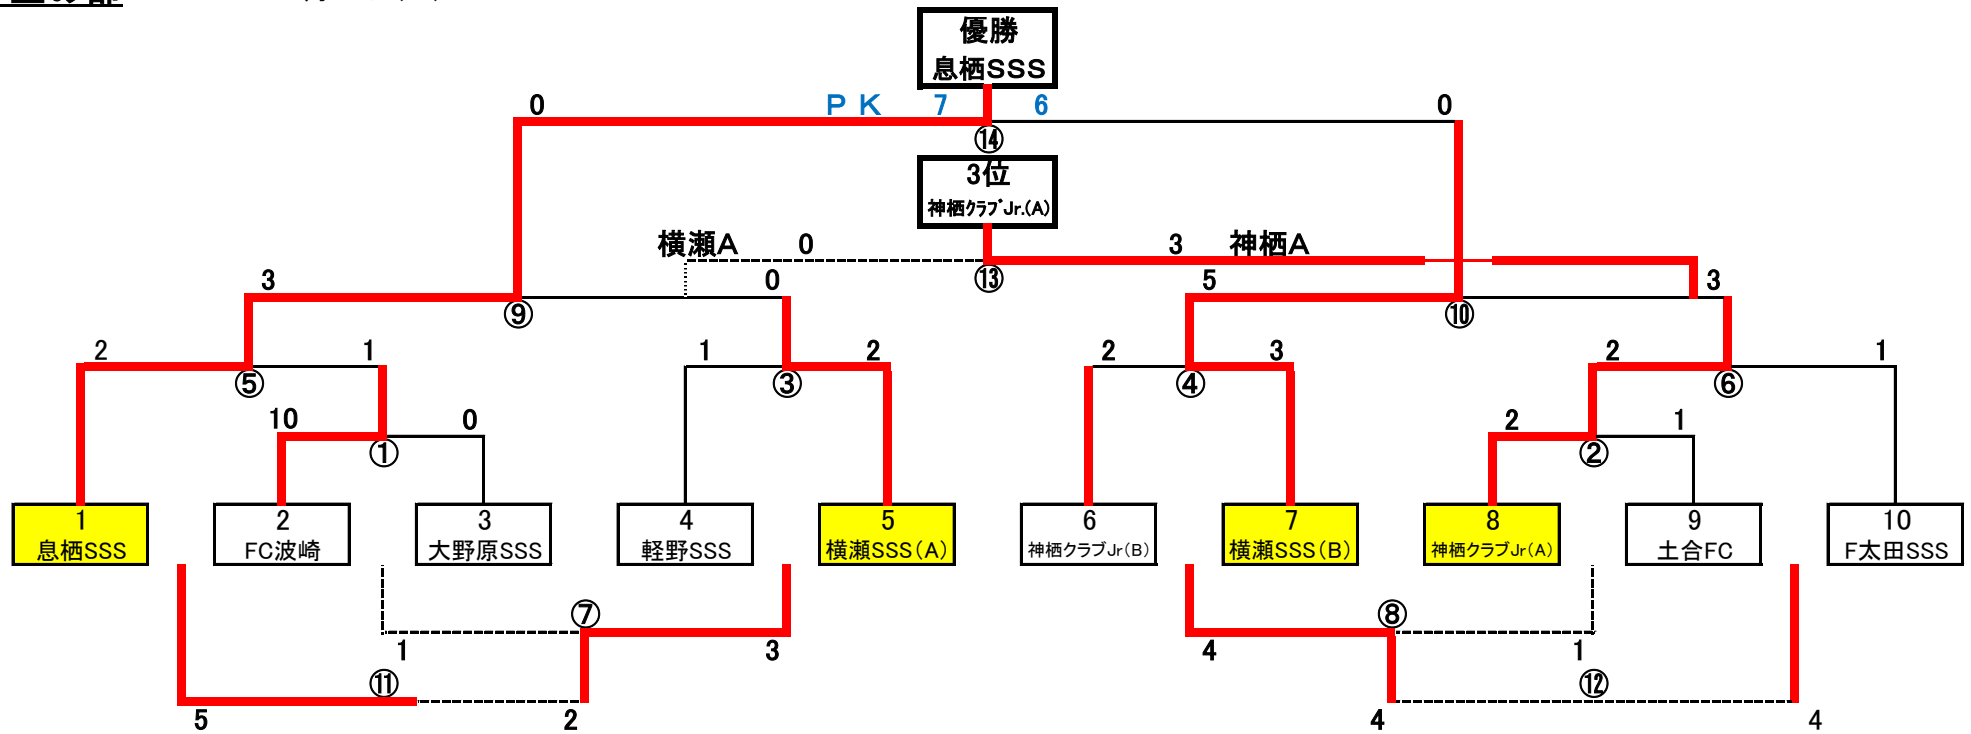 優勝
息栖SSS
0 ＰＫ 7 6 0
⑭
3位
神栖ｸﾗﾌﾞJr.(A)
横瀬Ａ 0 3 神栖Ａ
⑬
3 0 5 3
⑨ ⑩
2 1 1 2 2 3 2 1
⑤ ③ ④ ⑥
10 0 2 1
① ②
1 2 3 4 5 6 7 8 9 10
息栖SSS FC波崎 大野原SSS 軽野SSS 横瀬SSS(A) 神栖クラブJr(B) 横瀬SSS(B) 神栖クラブJr(A) 土合FC F太田SSS
⑦ ⑧
1 3 4 1
⑪ ⑫
5 2 4 4